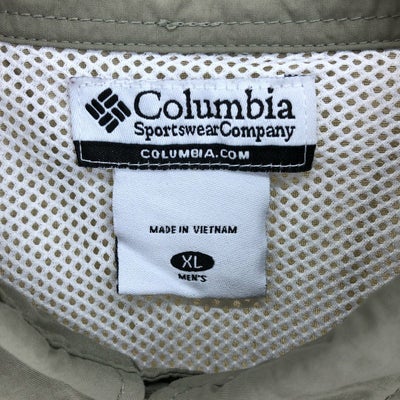 Columbia
SportswearCompany
COLUMBIA.COM
MADE IN VIETNAM
XL
MEN'S